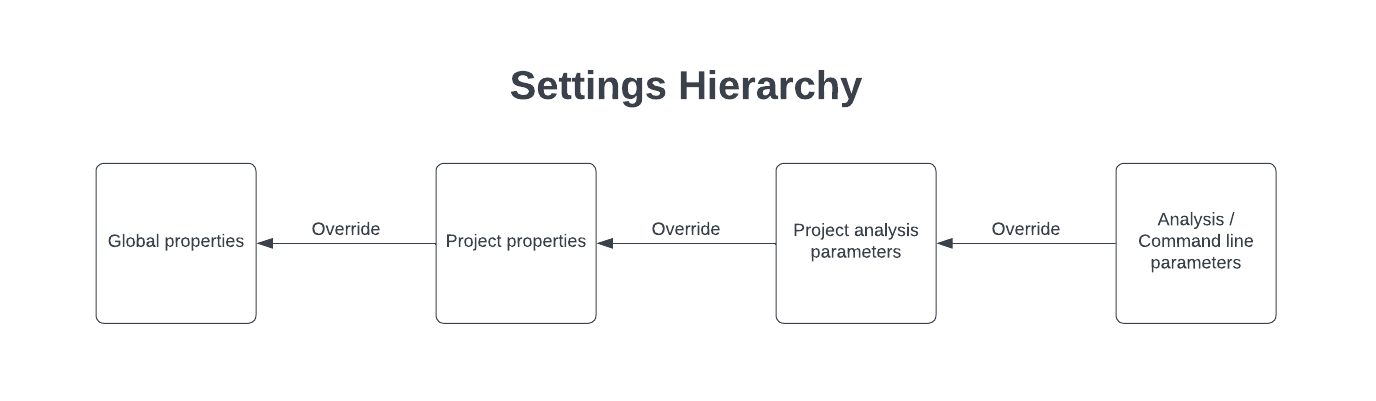 Settings Hierarchy
Global properties
Override
Project properties
Override
Project analysis
parameters
Override
Analysis /
Command line
parameters